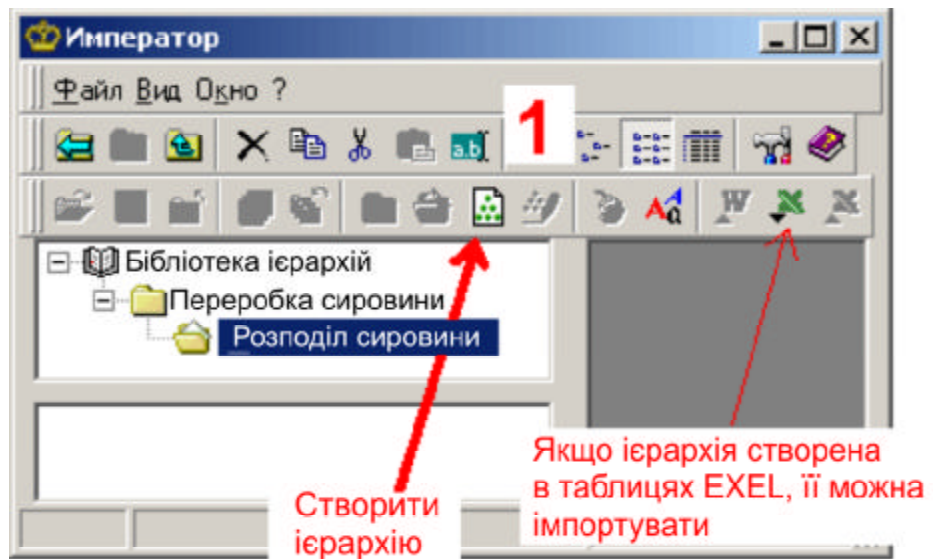 Император
Файл Вид Окно ?
a.b
1
Aa
W
Бібліотека ієрархій
Переробка сировини
Розподіл сировини
Створити
ієрархію
Якщо ієрархія створена
в таблицях EXEL, її можна
імпортувати